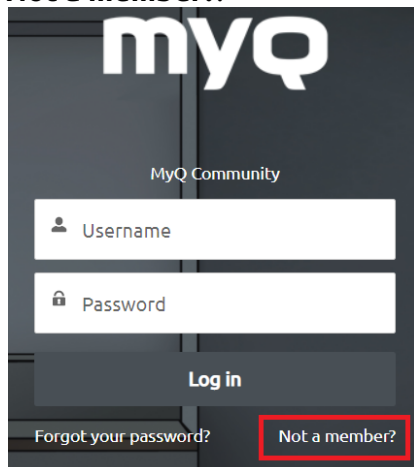 myQ
MyQ Community
Username
Password
Log in
Forgot your password? Not a member?